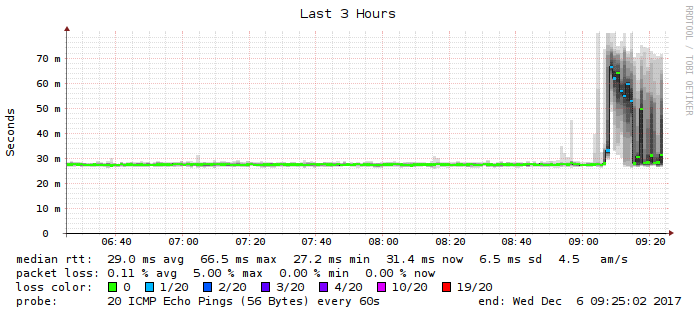 Last 3 Hours
RRDTOOL / TOBI OETIKER
Seconds
70 m
60 m
50 m
40 m
30 m
20 m
10 m
0
06:40 07:00 07:20 07:40 08:00 08:20 08:40 09:00 09:20
median rtt: 29.0 ms avg 66.5 ms max 27.2 ms min 31.4 ms now 6.5 ms sd 4.5 am/s
packet loss: 0.11 % avg 5.00 % max 0.00 % min 0.00 % now
loss color: 0 1/20 2/20 3/20 4/20 10/20 19/20
probe: 20 ICMP Echo Pings (56 Bytes) every 60s end: Wed Dec 6 09:25:02 2017